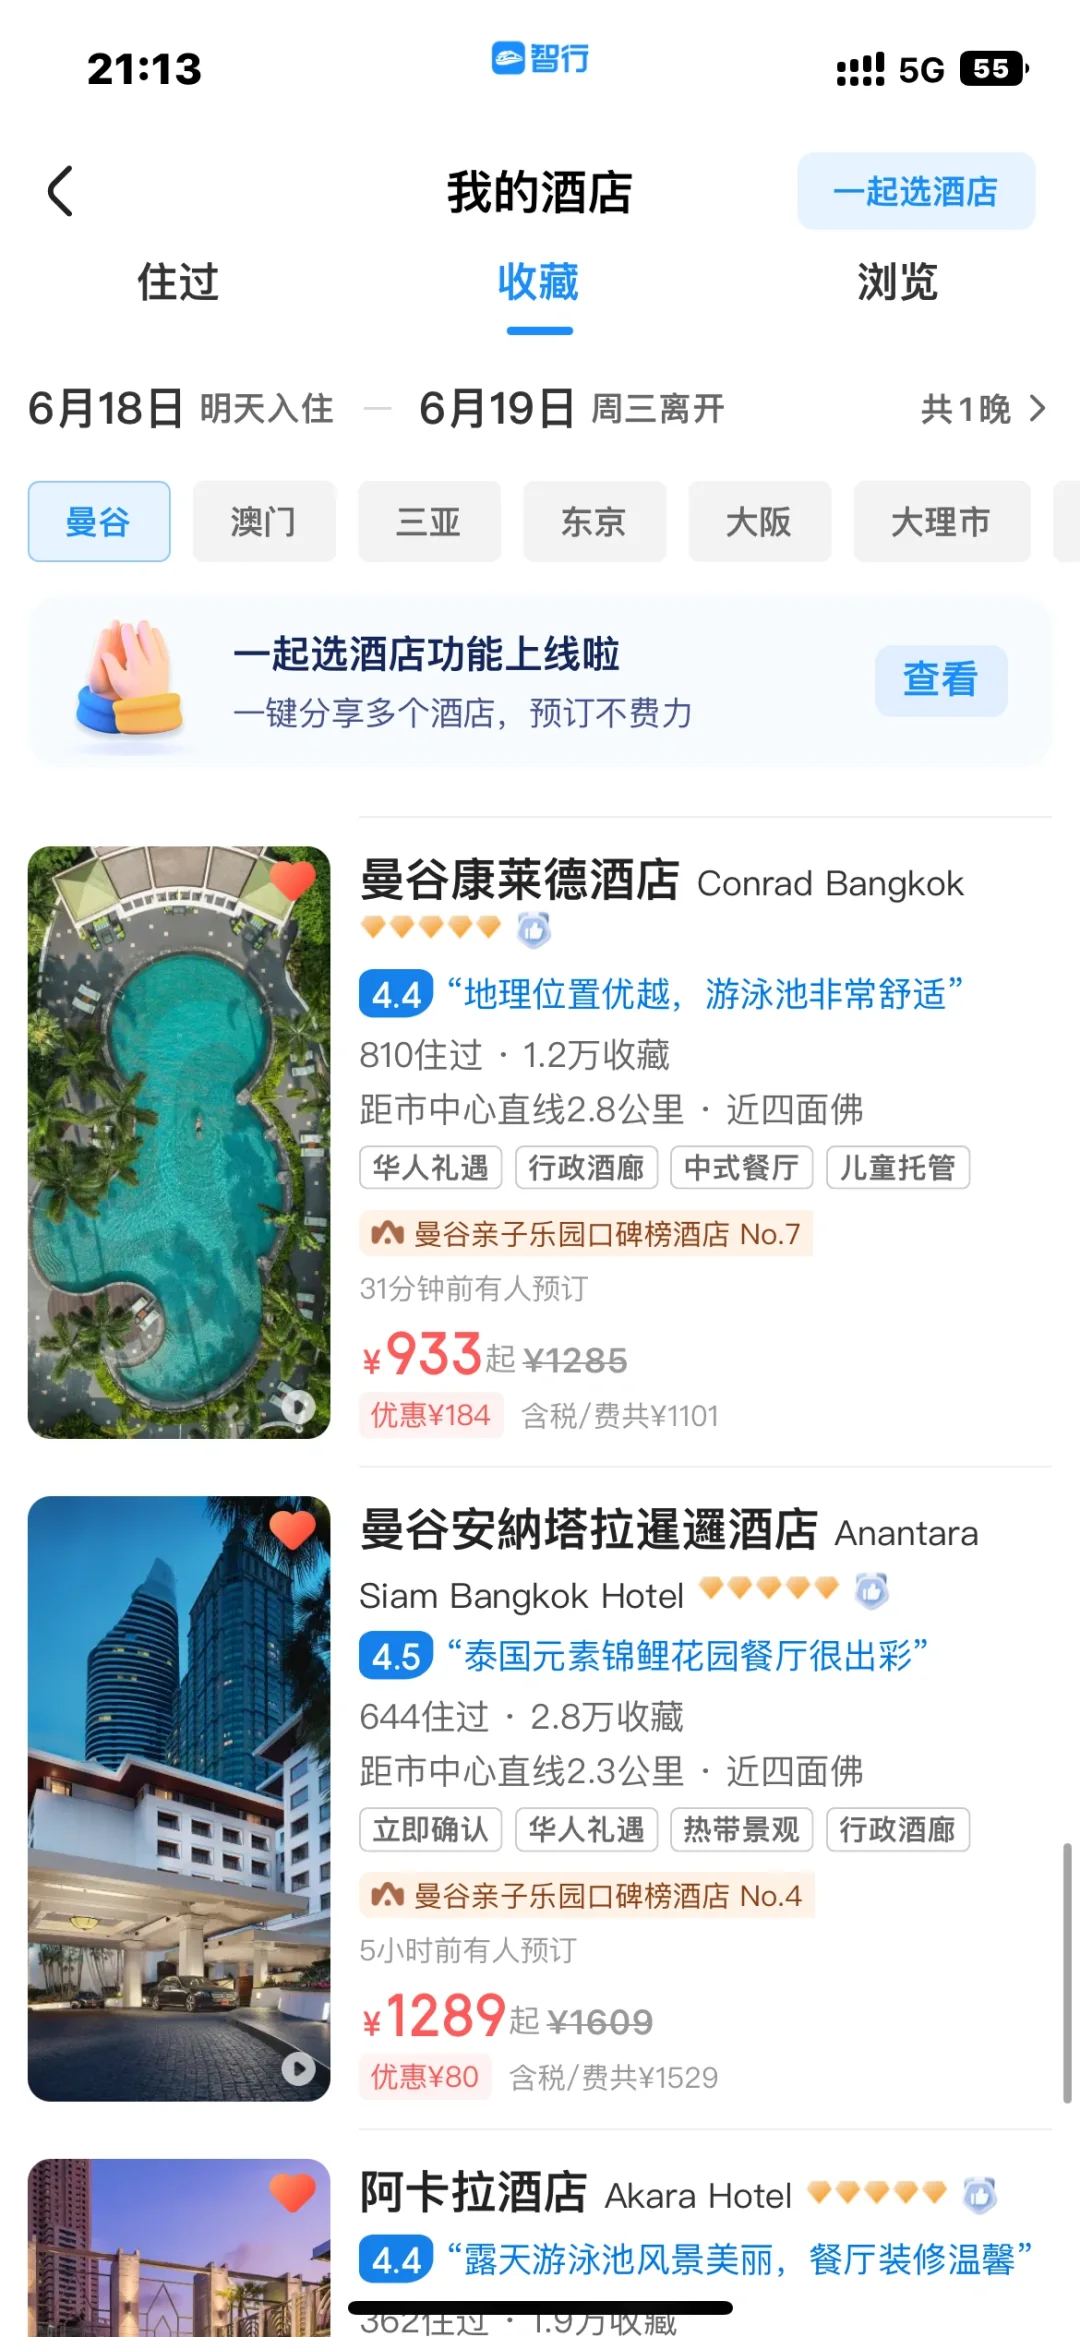 21:13
智行
5G
55
我的酒店
一起选酒店
住过
收藏
浏览
6月18日 明天入住 — 6月19日 周三离开 共1晚
曼谷
澳门
三亚
东京
大阪
大理市
一起选酒店功能上线啦
一键分享多个酒店，预订不费力
查看
曼谷康莱德酒店 Conrad Bangkok
4.4 “地理位置优越，游泳池非常舒适”
810住过 · 1.2万收藏
距市中心直线2.8公里 · 近四面佛
华人礼遇 行政酒廊 中式餐厅 儿童托管
曼谷亲子乐园口碑榜酒店 No.7
31分钟前有人预订
¥933起 ¥1285
优惠¥184 含税/费共¥1101
曼谷安納塔拉暹邏酒店 Anantara
Siam Bangkok Hotel
4.5 “泰国元素锦鲤花园餐厅很出彩”
644住过 · 2.8万收藏
距市中心直线2.3公里 · 近四面佛
立即确认 华人礼遇 热带景观 行政酒廊
曼谷亲子乐园口碑榜酒店 No.4
5小时前有人预订
¥1289起 ¥1609
优惠¥80 含税/费共¥1529
阿卡拉酒店 Akara Hotel
4.4 “露天游泳池风景美丽，餐厅装修温馨”
362住过 · 1.9万收藏